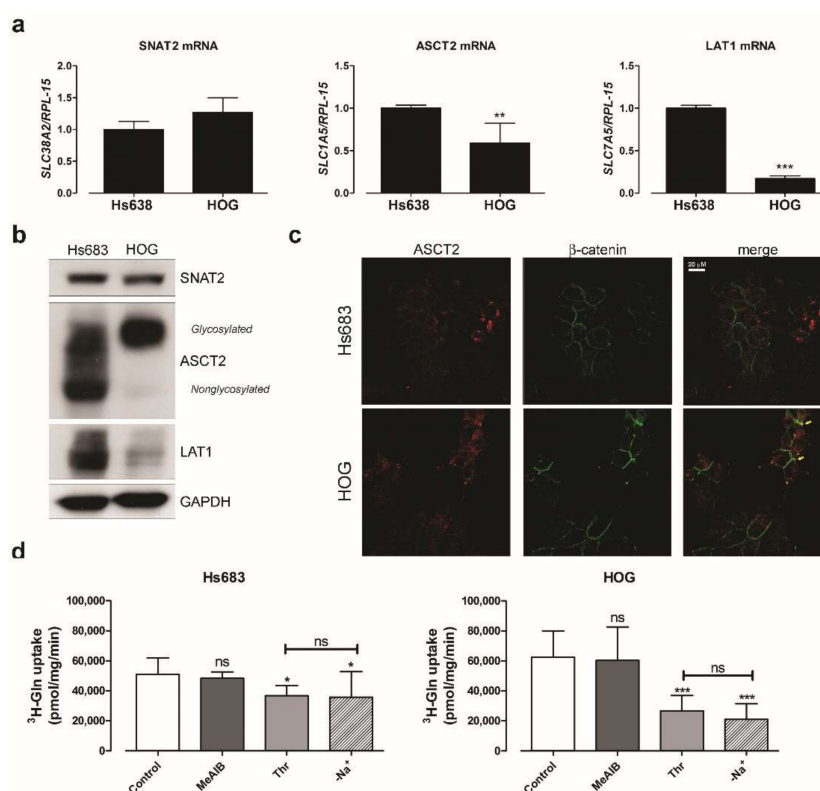 a
SNAT2 mRNA
SLC38A2/RPL-15
1.5
1.0
0.5
0.0
Hs638 HOG
ASCT2 mRNA
SLC1A5/RPL-15
1.5
1.0
0.5
0.0
**
Hs638 HOG
LAT1 mRNA
SLC7A5/RPL-15
1.5
1.0
0.5
0.0
***
Hs638 HOG
b
Hs683 HOG
SNAT2
Glycosylated
ASCT2
Nonglycosylated
LAT1
GAPDH
c
ASCT2 β-catenin merge
20 µM
Hs683
HOG
d
Hs683
³H-Gln uptake
(pmol/mg/min)
100,000
80,000
60,000
40,000
20,000
0
ns
ns
*
*
Control MeAIB Thr -Na⁺
HOG
³H-Gln uptake
(pmol/mg/min)
100,000
80,000
60,000
40,000
20,000
0
ns
ns
***
***
Control MeAIB Thr -Na⁺